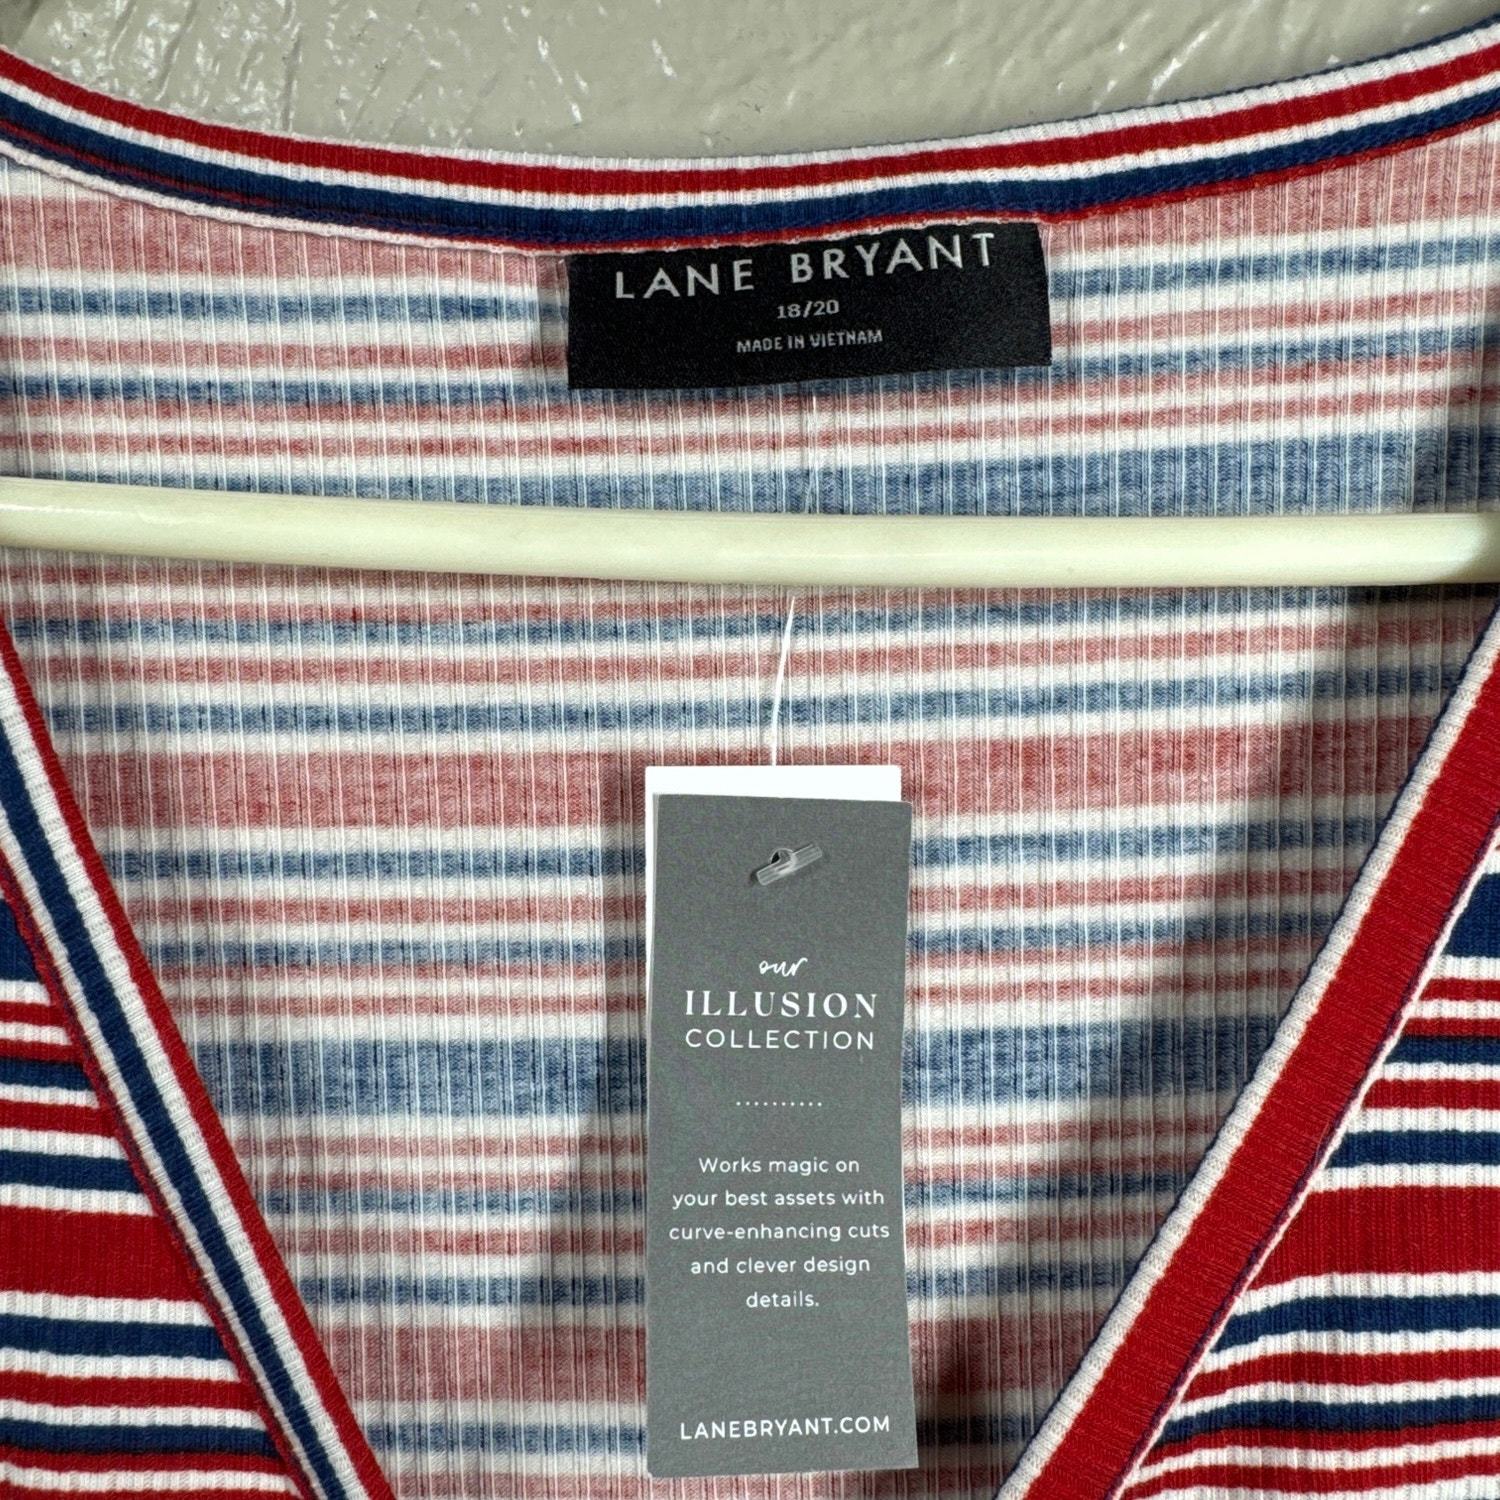 LANE BRYANT
18/20
MADE IN VIETNAM
our
ILLUSION
COLLECTION
Works magic on
your best assets with
curve-enhancing cuts
and clever design
details.
LANEBRYANT.COM